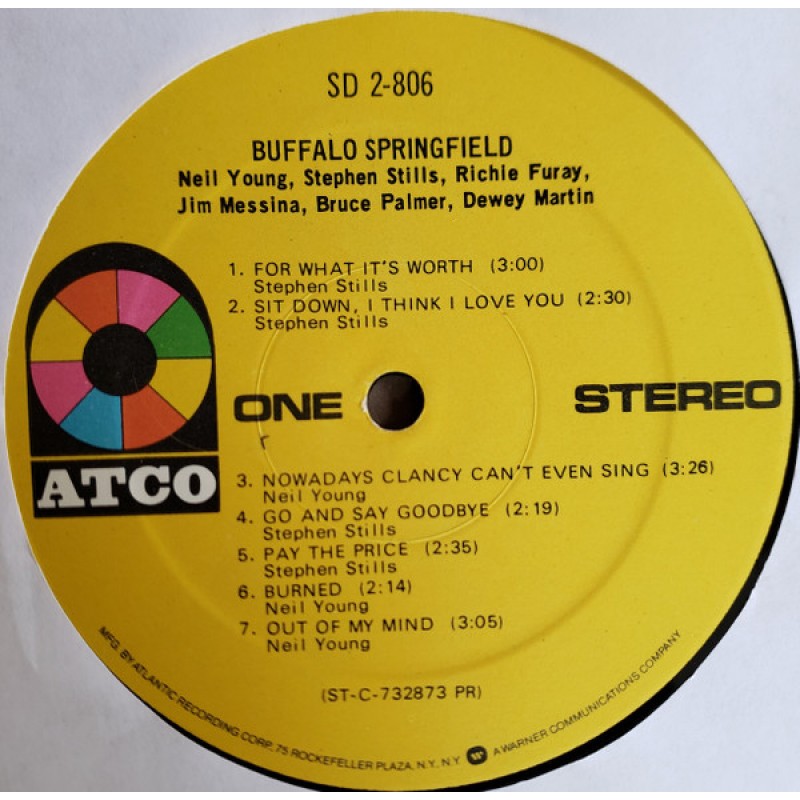 SD 2-806
BUFFALO SPRINGFIELD
Neil Young, Stephen Stills, Richie Furay,
Jim Messina, Bruce Palmer, Dewey Martin
1. FOR WHAT IT'S WORTH (3:00)
Stephen Stills
2. SIT DOWN, I THINK I LOVE YOU (2:30)
Stephen Stills
ONE
STEREO
ATCO
3. NOWADAYS CLANCY CAN'T EVEN SING (3:26)
Neil Young
4. GO AND SAY GOODBYE (2:19)
Stephen Stills
5. PAY THE PRICE (2:35)
Stephen Stills
6. BURNED (2:14)
Neil Young
7. OUT OF MY MIND (3:05)
Neil Young
(ST-C-732873 PR)
MFG. BY ATLANTIC RECORDING CORP., 75 ROCKEFELLER PLAZA, N.Y. N.Y. A WARNER COMMUNICATIONS COMPANY